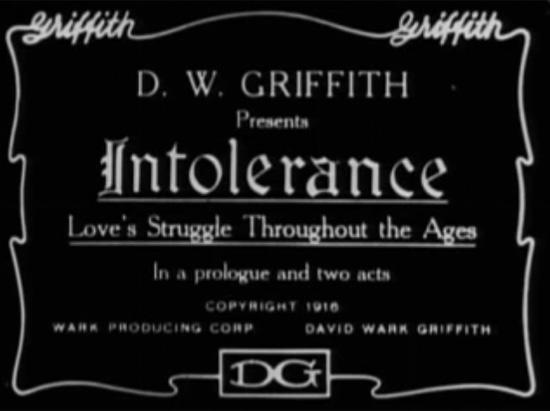 Griffith Griffith
D. W. GRIFFITH
Presents
Intolerance
Love's Struggle Throughout the Ages
In a prologue and two acts
COPYRIGHT 1916
WARK PRODUCING CORP. DAVID WARK GRIFFITH
DG